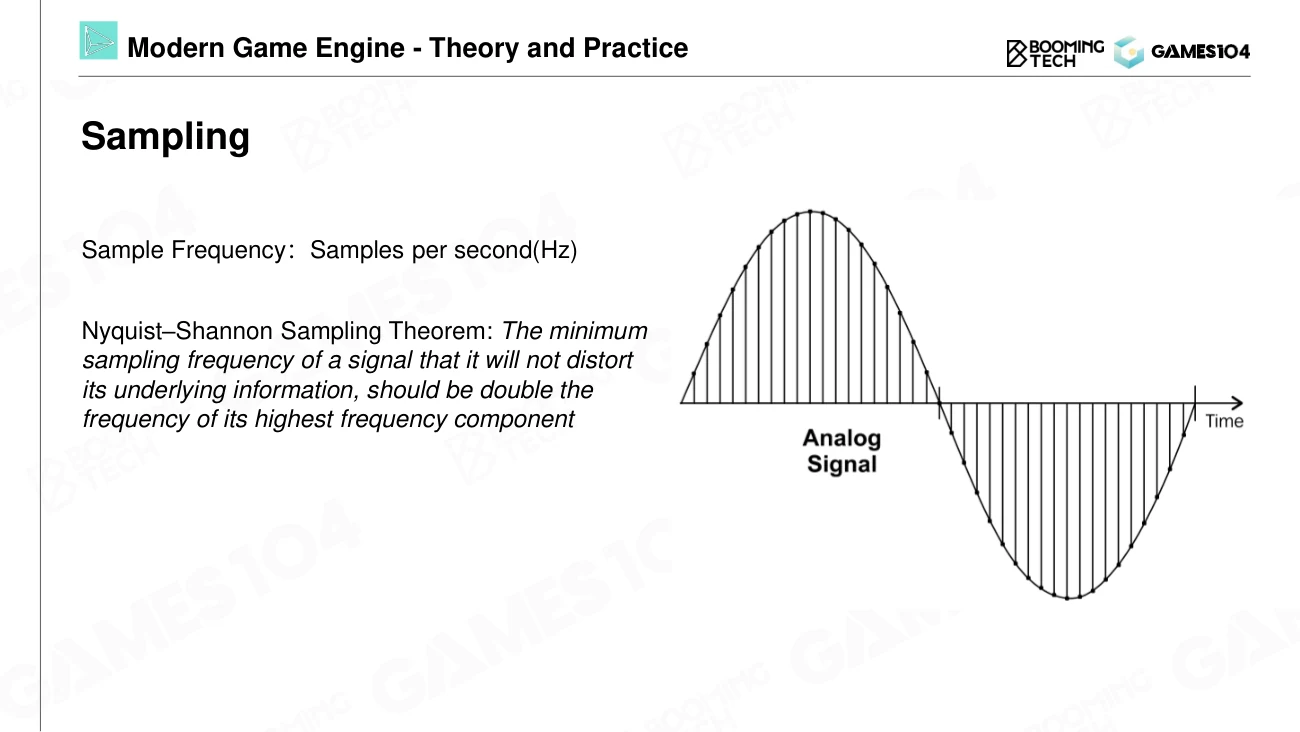 Modern Game Engine - Theory and Practice
BOOMING
TECH
GAMES104
Sampling
Sample Frequency： Samples per second(Hz)
Nyquist–Shannon Sampling Theorem: The minimum
sampling frequency of a signal that it will not distort
its underlying information, should be double the
frequency of its highest frequency component
Time
Analog
Signal